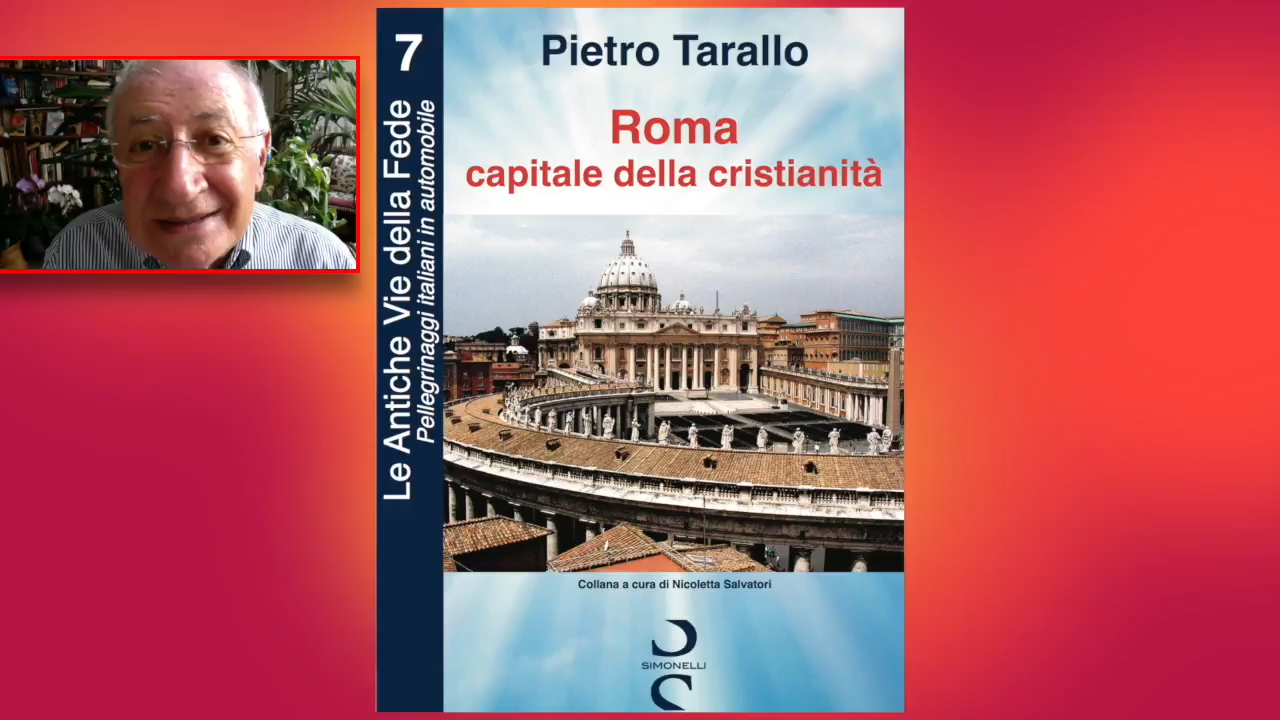 7
Le Antiche Vie della Fede
Pellegrinaggi italiani in automobile
Pietro Tarallo
Roma
capitale della cristianità
Collana a cura di Nicoletta Salvatori
SIMONELLI